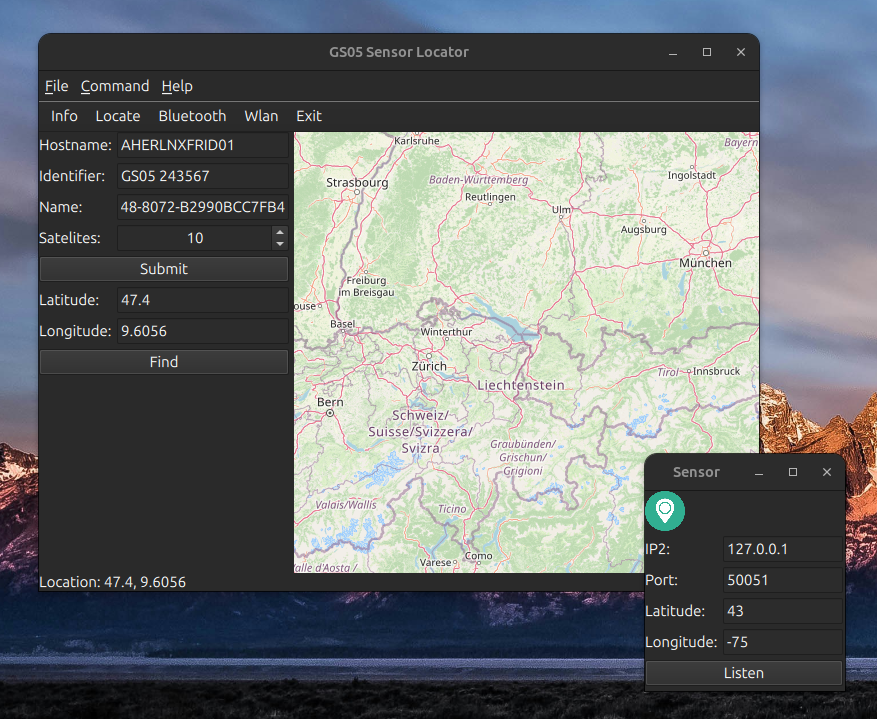 GS05 Sensor Locator
File Command Help
Info Locate Bluetooth Wlan Exit
Hostname: AHERLNXFRID01
Identifier: GS05 243567
Name: 48-8072-B2990BCC7FB4
Satelites: 10
Submit
Latitude: 47.4
Longitude: 9.6056
Find
Location: 47.4, 9.6056
Karlsruhe
Bayern
Strasbourg
Baden-Württemberg
Ingolstadt
Reutlingen
Ulm
Augsburg
München
Freiburg
im Breisgau
ouse
Basel
Winterthur
Zürich
Tirol
Innsbruck
Liechtenstein
Bern
Schweiz/
Suisse/Svizzera/
Svizra
Graubünden/
Grischun/
Grigioni
Valais/Wallis
Ticino
Como
Varese
/alle d'Aosta /
Sensor
IP2: 127.0.0.1
Port: 50051
Latitude: 43
Longitude: -75
Listen